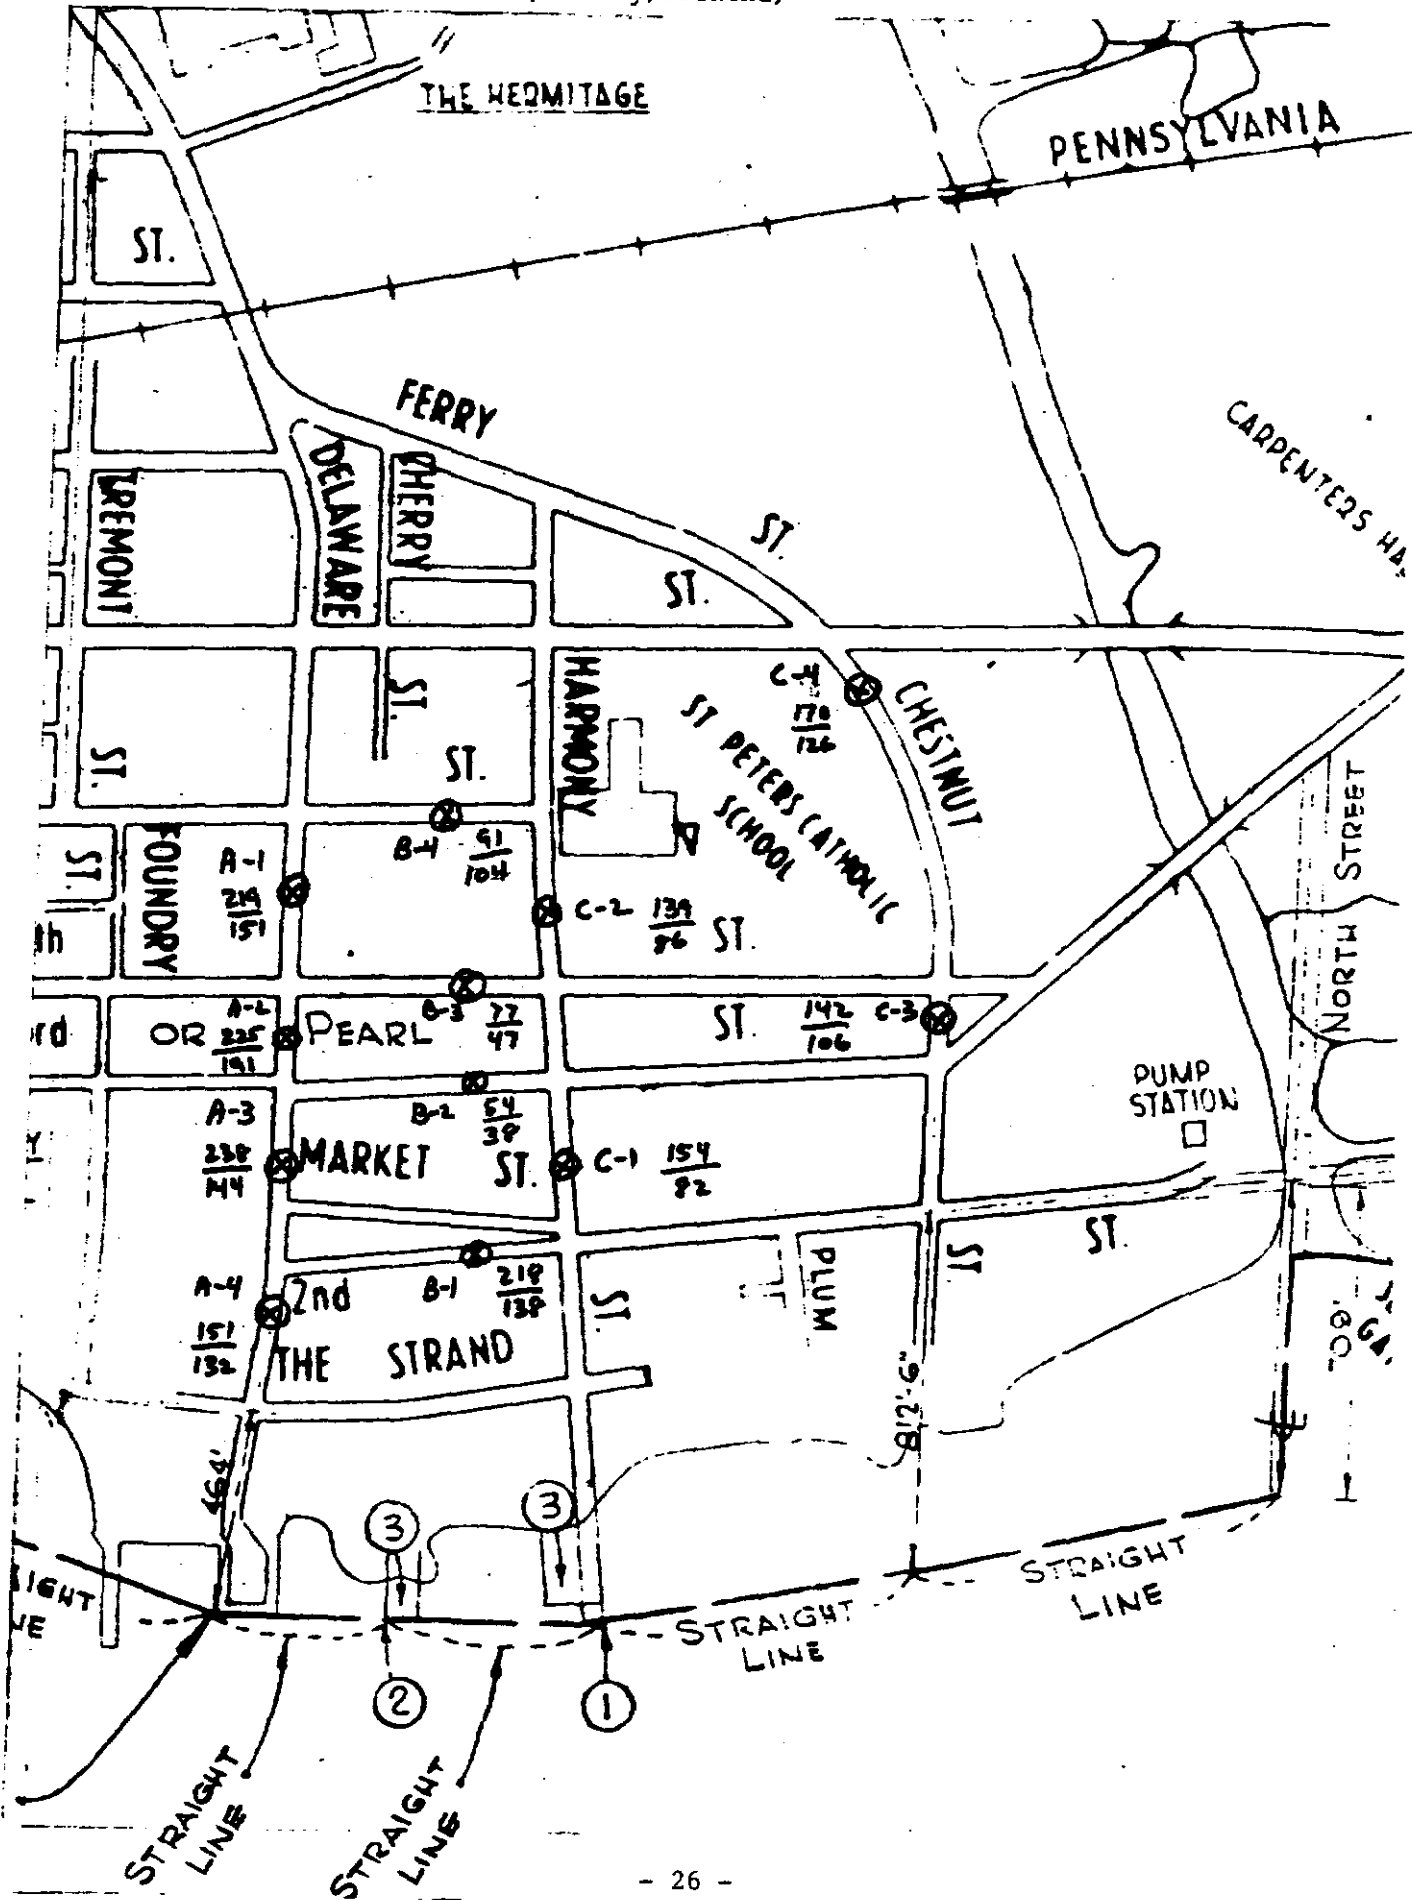 THE HERMITAGE
PENNSYLVANIA
ST.
FERRY
CARPENTERS
TREMONT
DELAWARE
CHERRY
ST.
ST.
HARMONY
C-4
170
126
CHESTNUT
ST PETERS CATHOLIC
SCHOOL
ST.
ST.
ST.
ST.
FOUNDRY
A-1
219
151
B-4
91
104
C-2
139
86
ST.
NORTH STREET
A-2
225
191
OR PEARL
B-3
77
47
ST.
142
106
C-3
PUMP
STATION
A-3
238
144
B-2
54
38
MARKET ST.
C-1
154
82
A-4
151
132
2nd
B-1
218
138
ST.
PLUM
ST.
ST.
THE STRAND
812'-6"
464'
3
3
STRAIGHT
LINE
STRAIGHT
LINE
2
1
STRAIGHT
LINE
STRAIGHT
LINE
- 26 -